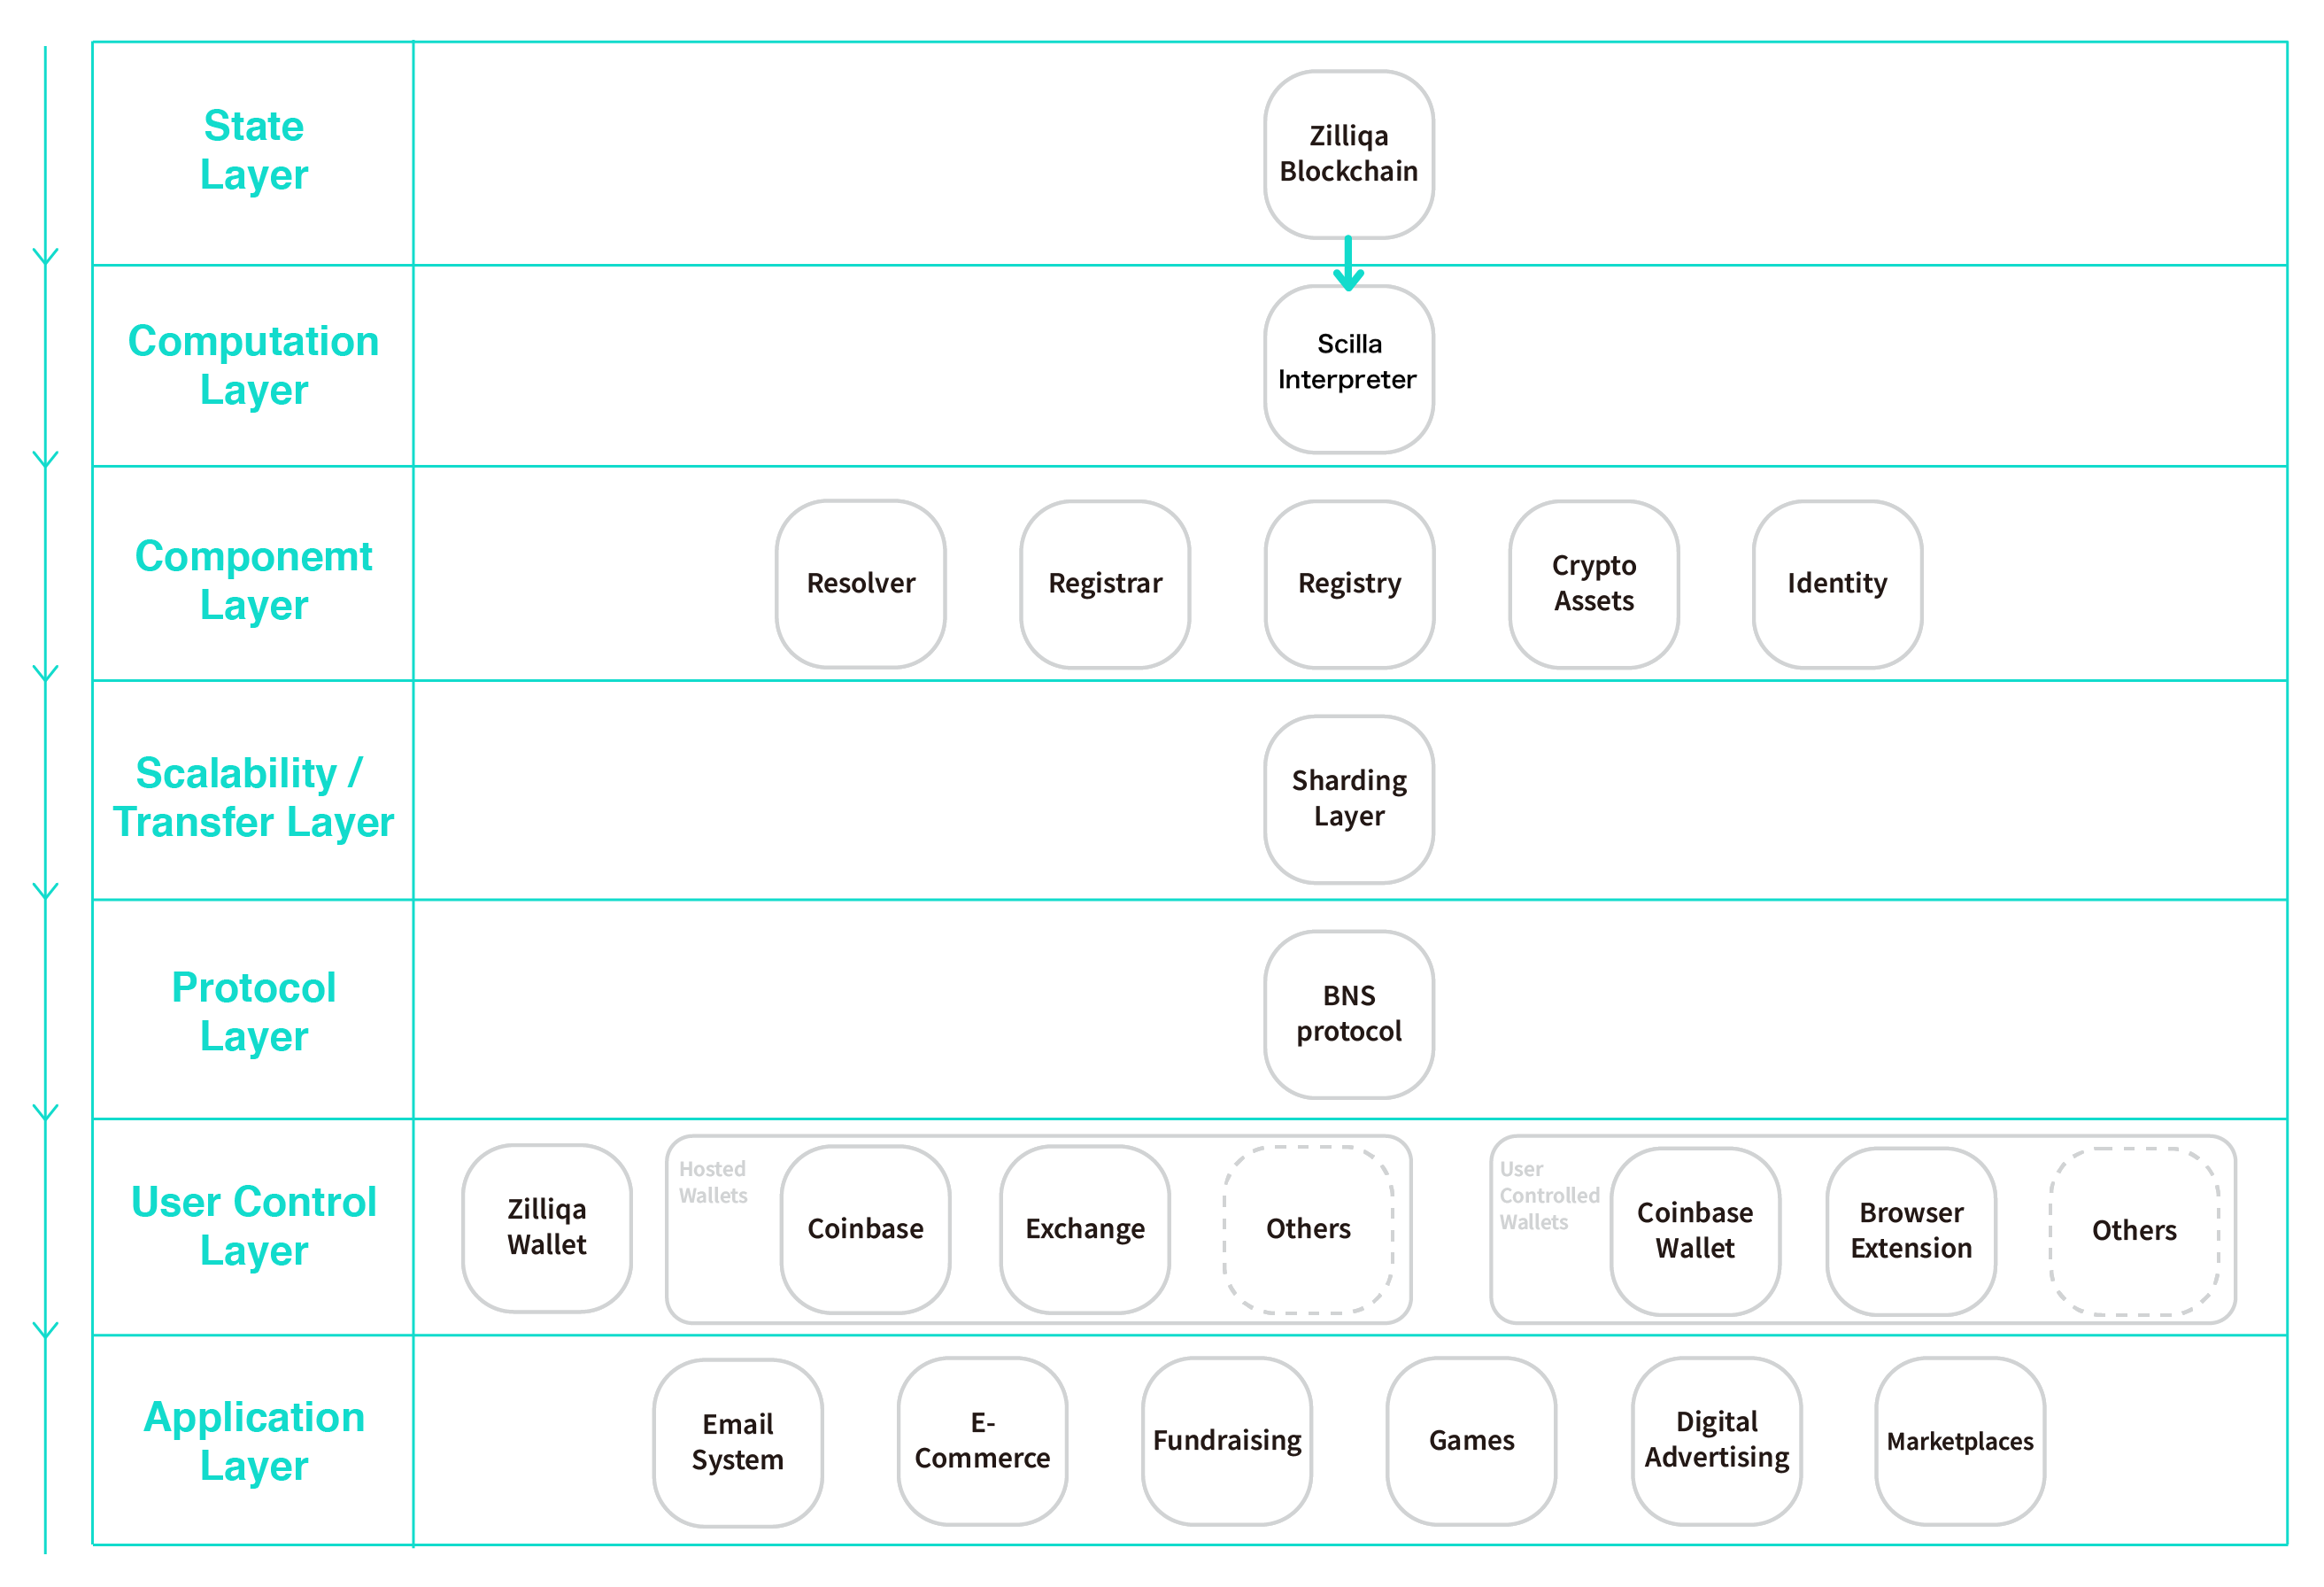 State
Layer
Zilliqa
Blockchain
Computation
Layer
Scilla
Interpreter
Componemt
Layer
Resolver
Registrar
Registry
Crypto
Assets
Identity
Scalability /
Transfer Layer
Sharding
Layer
Protocol
Layer
BNS
protocol
User Control
Layer
Zilliqa
Wallet
Hosted
Wallets
Coinbase
Exchange
Others
User
Controlled
Wallets
Coinbase
Wallet
Browser
Extension
Others
Application
Layer
Email
System
E-
Commerce
Fundraising
Games
Digital
Advertising
Marketplaces